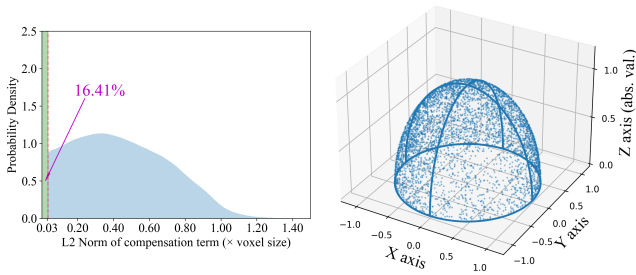 2.5
2.0
1.5
1.0
0.5
0.0
Probability Density
16.41%
0.03 0.20 0.40 0.60 0.80 1.00 1.20 1.40
L2 Norm of compensation term (× voxel size)
1.0
0.5
0.0
Z axis (abs. val.)
−1.0 −0.5 0.0 0.5 1.0
X axis
−1.0 −0.5 0.0 0.5 1.0
Y axis